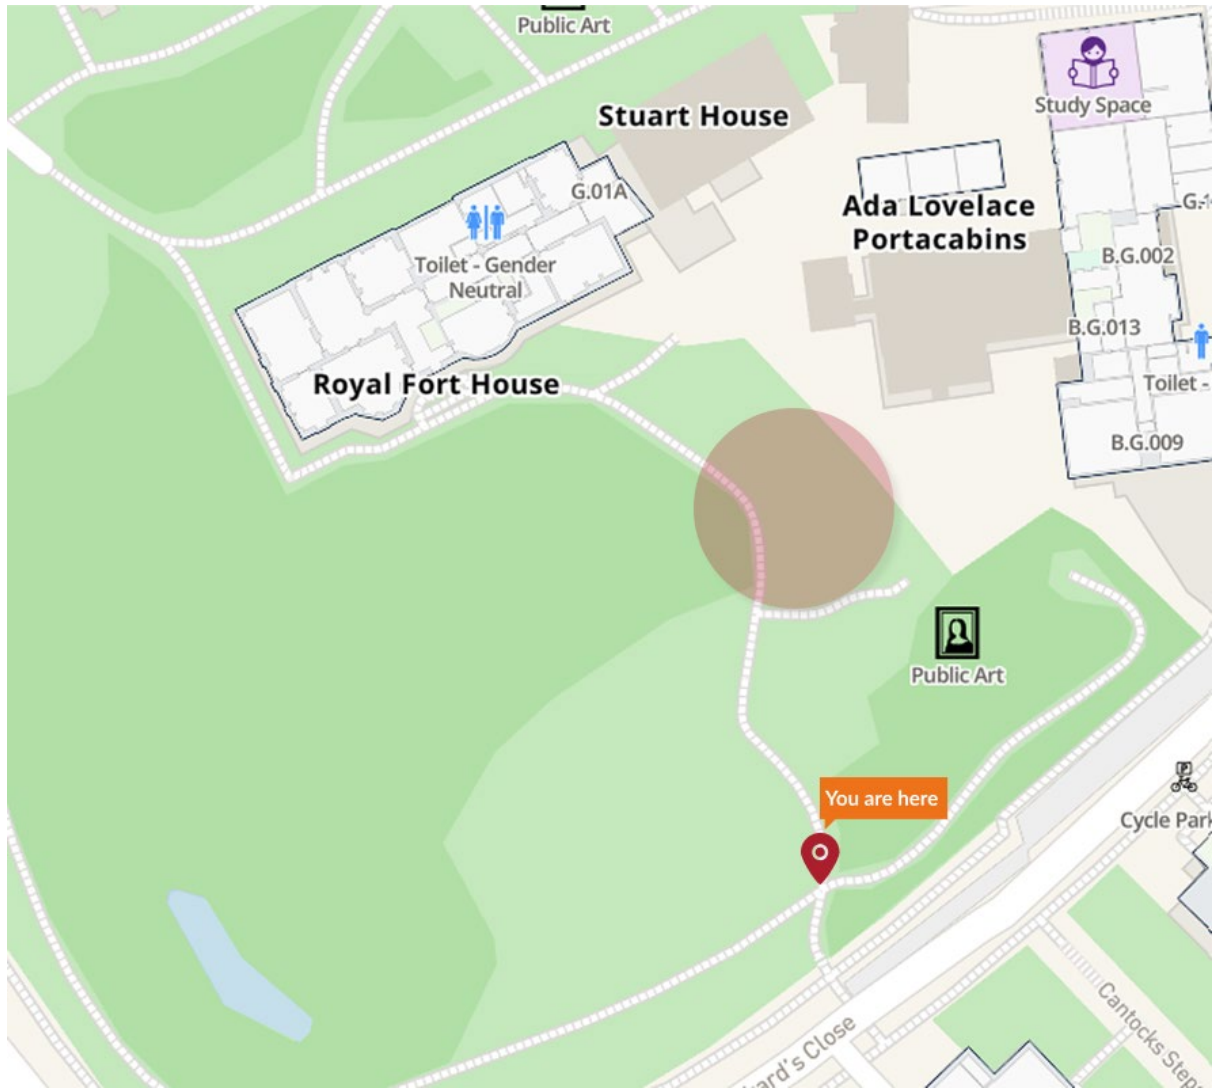 Public Art
Stuart House
Study Space
G.01A
Ada Lovelace
Portacabins
Toilet - Gender
Neutral
B.G.002
B.G.013
Royal Fort House
Toilet -
B.G.009
Public Art
You are here
Cycle Park
Cantocks Steps
ard's Close